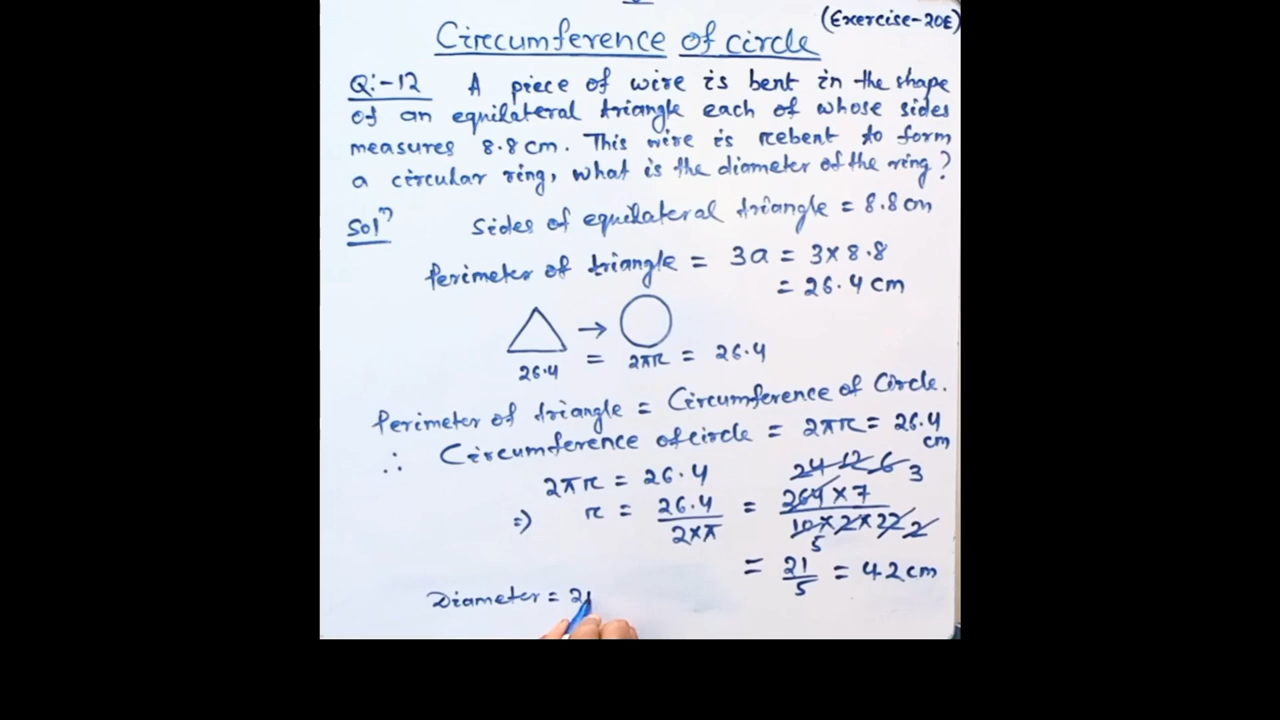 (Exercise-20E)
Circumference of circle
Q:-12 A piece of wire is bent in the shape
of an equilateral triangle each of whose sides
measures 8.8 cm. This wire is rebent to form
a circular ring, what is the diameter of the ring?
Solⁿ Sides of equilateral triangle = 8.8 cm
Perimeter of triangle = 3a = 3×8.8
= 26.4 cm
→
26.4 = 2πr = 26.4
Perimeter of triangle = Circumference of Circle.
∴ Circumference of circle = 2πr = 26.4 cm
2πr = 26.4
24 12 6 3
⇒ r = 26.4 / 2×π = 264×7 / 10×2×22 2
5
= 21/5 = 42 cm
Diameter = 2